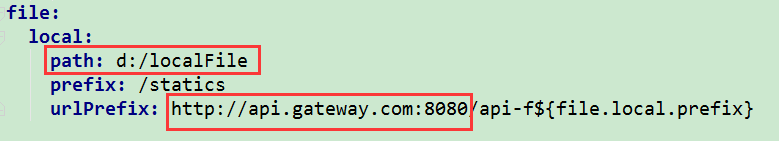 file:
local:
path: d:/localFile
prefix: /statics
urlPrefix: http://api.gateway.com:8080/api-f${file.local.prefix}